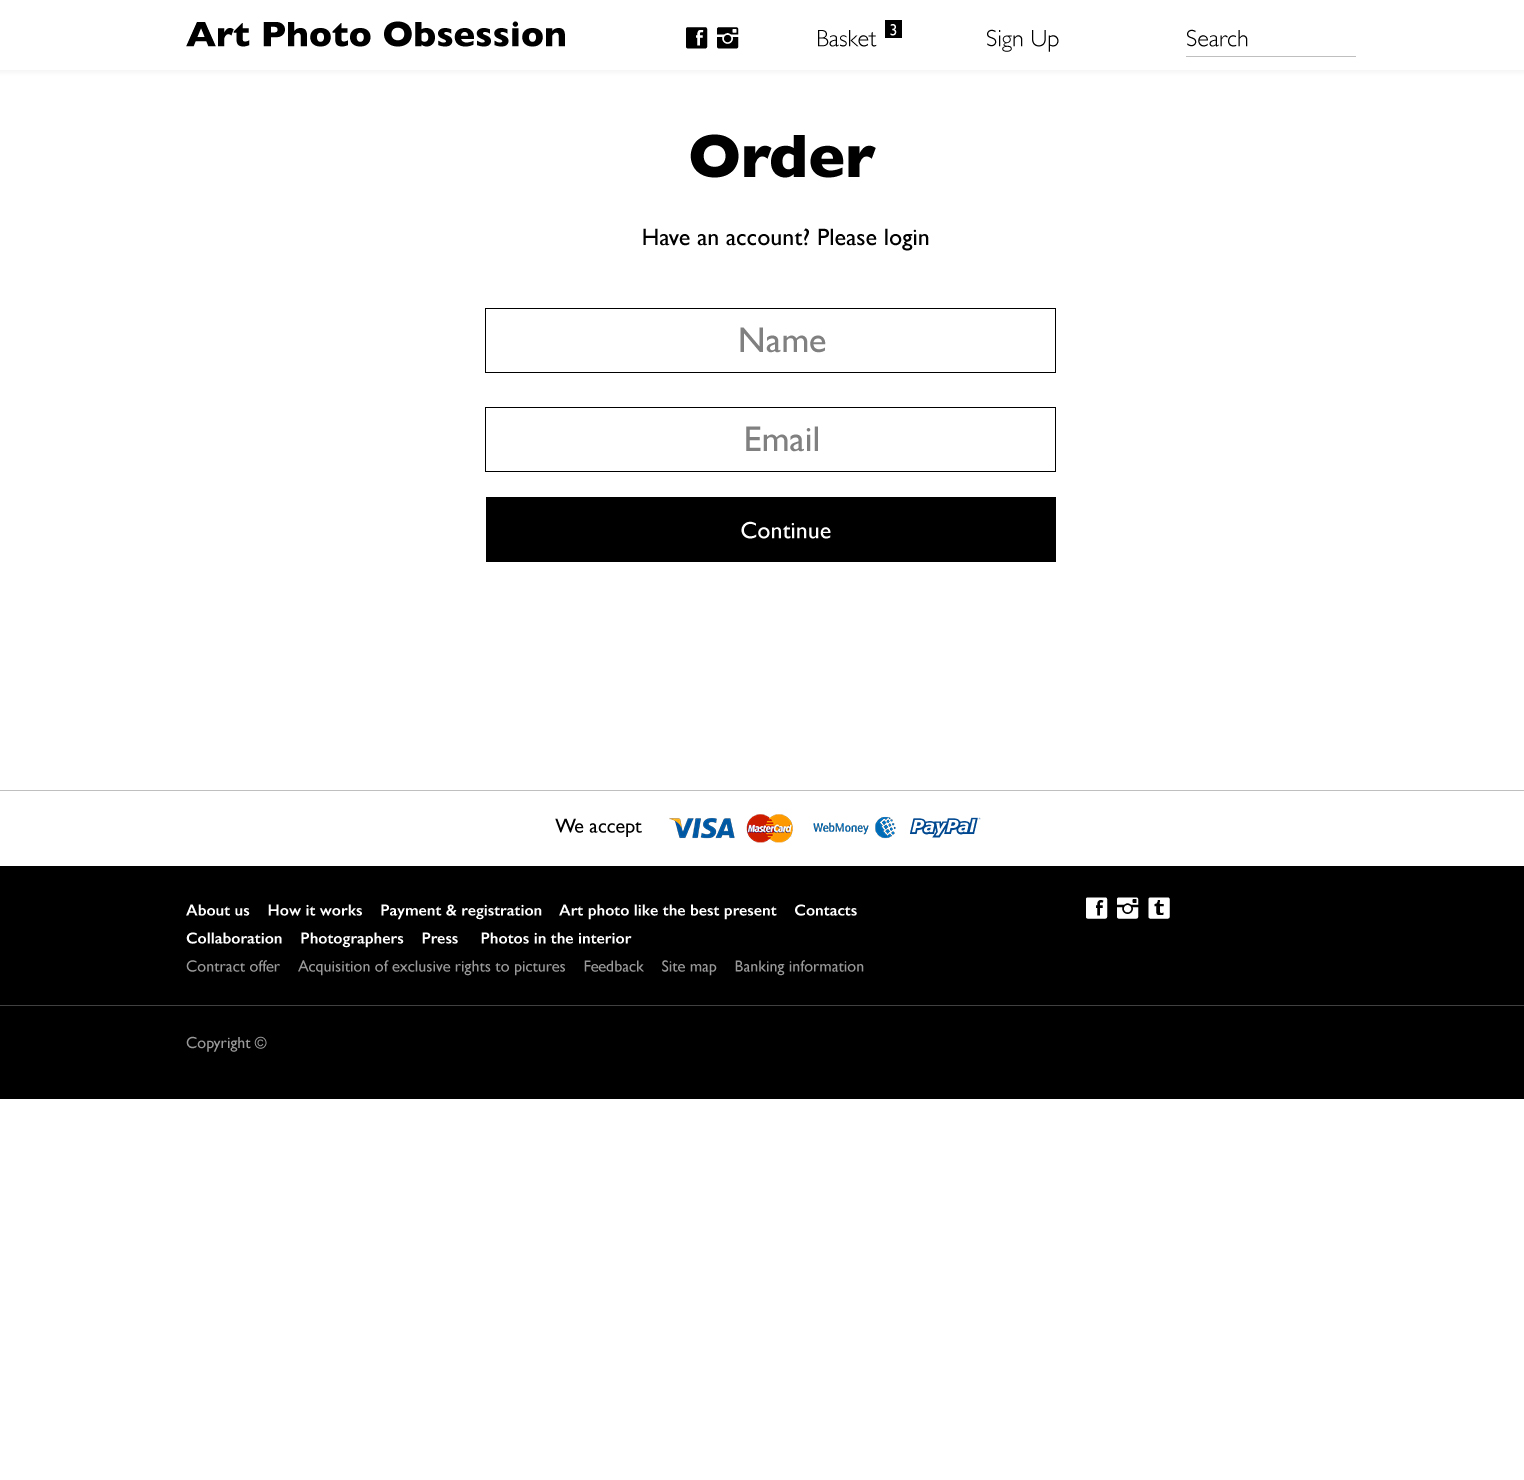 Art Photo Obsession f Basket 3 Sign Up Search
Order
Have an account? Please login
Name
Email
Continue
We accept VISA MasterCard WebMoney PayPal
About us How it works Payment & registration Art photo like the best present Contacts f t
Collaboration Photographers Press Photos in the interior
Contract offer Acquisition of exclusive rights to pictures Feedback Site map Banking information
Copyright ©